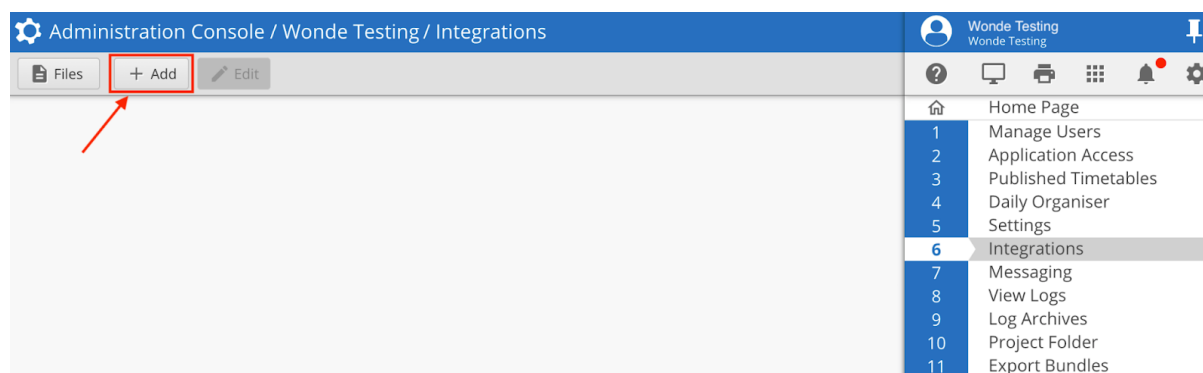 Administration Console / Wonde Testing / Integrations
Wonde Testing
Wonde Testing
Files
+ Add
Edit
Home Page
1 Manage Users
2 Application Access
3 Published Timetables
4 Daily Organiser
5 Settings
6 Integrations
7 Messaging
8 View Logs
9 Log Archives
10 Project Folder
11 Export Bundles